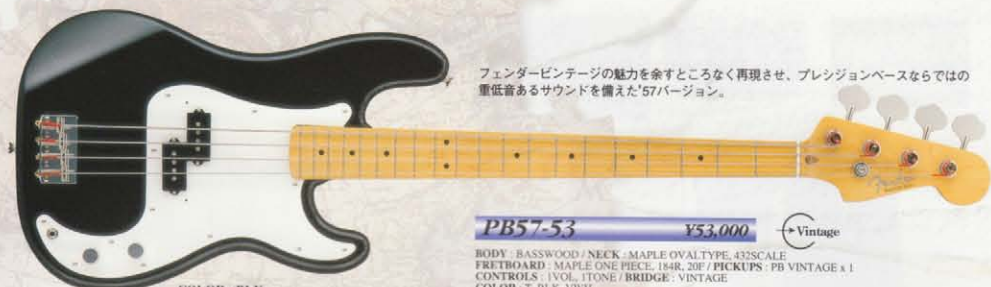 フェンダービンテージの魅力を余すところなく再現させ、プレシジョンベースならではの
重低音あるサウンドを備えた'57バージョン。
PB57-53 ¥53,000 Vintage
BODY : BASSWOOD / NECK : MAPLE OVALTYPE, 432SCALE
FRETBOARD : MAPLE ONE PIECE, 184R, 20F / PICKUPS : PB VINTAGE x 1
CONTROLS : 1VOL, 1TONE / BRIDGE : VINTAGE
Fender